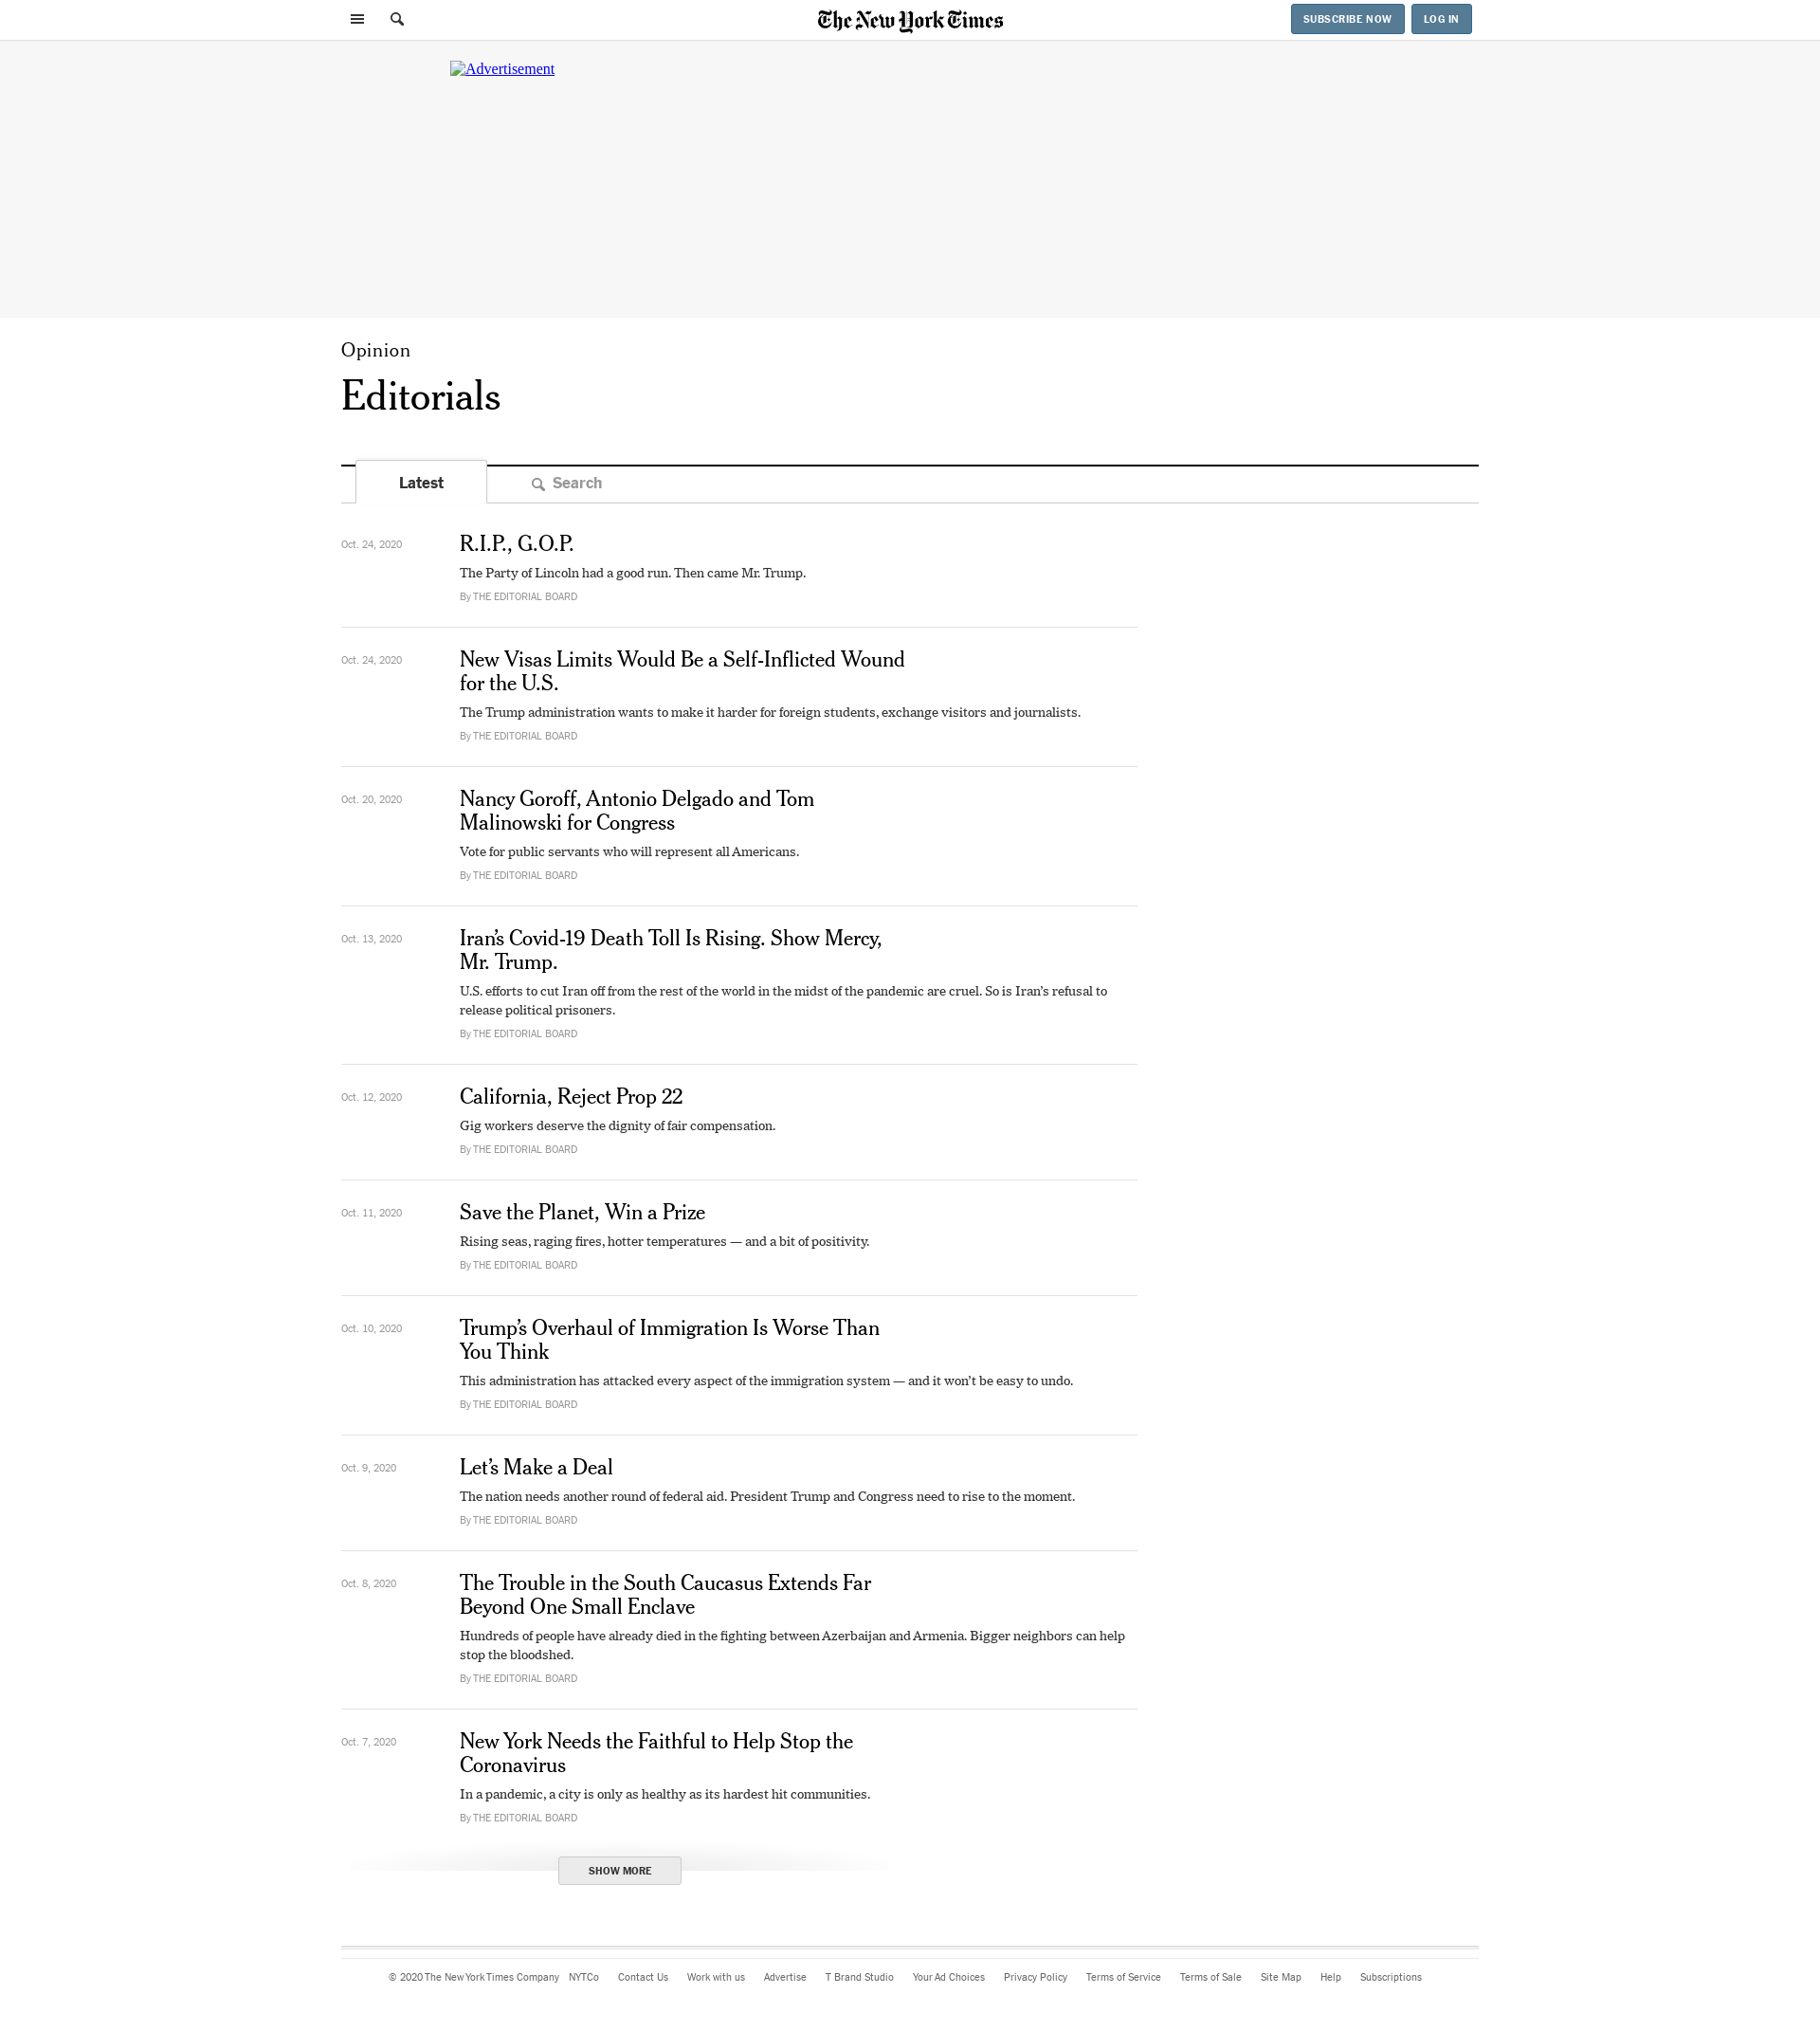 The New York Times
SUBSCRIBE NOW
LOG IN
Advertisement
Opinion
Editorials
Latest
Search
Oct. 24, 2020
R.I.P., G.O.P.
The Party of Lincoln had a good run. Then came Mr. Trump.
By THE EDITORIAL BOARD
Oct. 24, 2020
New Visas Limits Would Be a Self-Inflicted Wound
for the U.S.
The Trump administration wants to make it harder for foreign students, exchange visitors and journalists.
By THE EDITORIAL BOARD
Oct. 20, 2020
Nancy Goroff, Antonio Delgado and Tom
Malinowski for Congress
Vote for public servants who will represent all Americans.
By THE EDITORIAL BOARD
Oct. 13, 2020
Iran’s Covid-19 Death Toll Is Rising. Show Mercy,
Mr. Trump.
U.S. efforts to cut Iran off from the rest of the world in the midst of the pandemic are cruel. So is Iran’s refusal to
release political prisoners.
By THE EDITORIAL BOARD
Oct. 12, 2020
California, Reject Prop 22
Gig workers deserve the dignity of fair compensation.
By THE EDITORIAL BOARD
Oct. 11, 2020
Save the Planet, Win a Prize
Rising seas, raging fires, hotter temperatures — and a bit of positivity.
By THE EDITORIAL BOARD
Oct. 10, 2020
Trump’s Overhaul of Immigration Is Worse Than
You Think
This administration has attacked every aspect of the immigration system — and it won’t be easy to undo.
By THE EDITORIAL BOARD
Oct. 9, 2020
Let’s Make a Deal
The nation needs another round of federal aid. President Trump and Congress need to rise to the moment.
By THE EDITORIAL BOARD
Oct. 8, 2020
The Trouble in the South Caucasus Extends Far
Beyond One Small Enclave
Hundreds of people have already died in the fighting between Azerbaijan and Armenia. Bigger neighbors can help
stop the bloodshed.
By THE EDITORIAL BOARD
Oct. 7, 2020
New York Needs the Faithful to Help Stop the
Coronavirus
In a pandemic, a city is only as healthy as its hardest hit communities.
By THE EDITORIAL BOARD
SHOW MORE
© 2020 The New York Times Company NYTCo Contact Us Work with us Advertise T Brand Studio Your Ad Choices Privacy Policy Terms of Service Terms of Sale Site Map Help Subscriptions